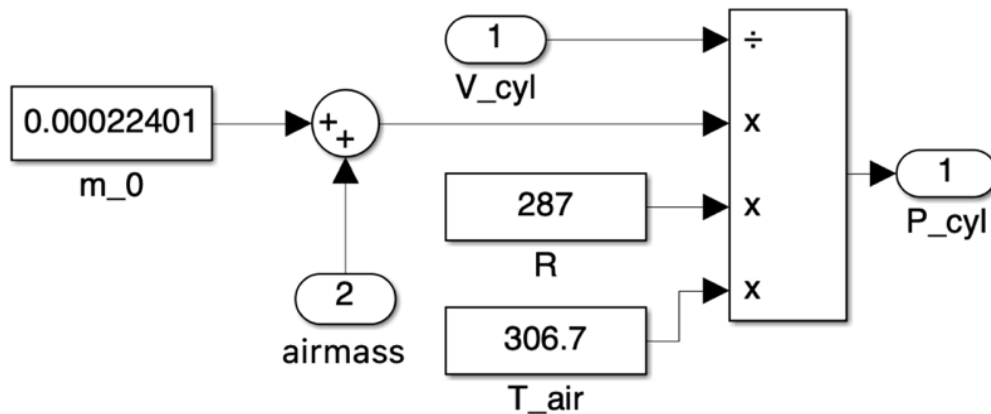 1
V_cyl
÷
0.00022401
m_0
+
+
x
2
airmass
287
R
x
306.7
T_air
x
1
P_cyl